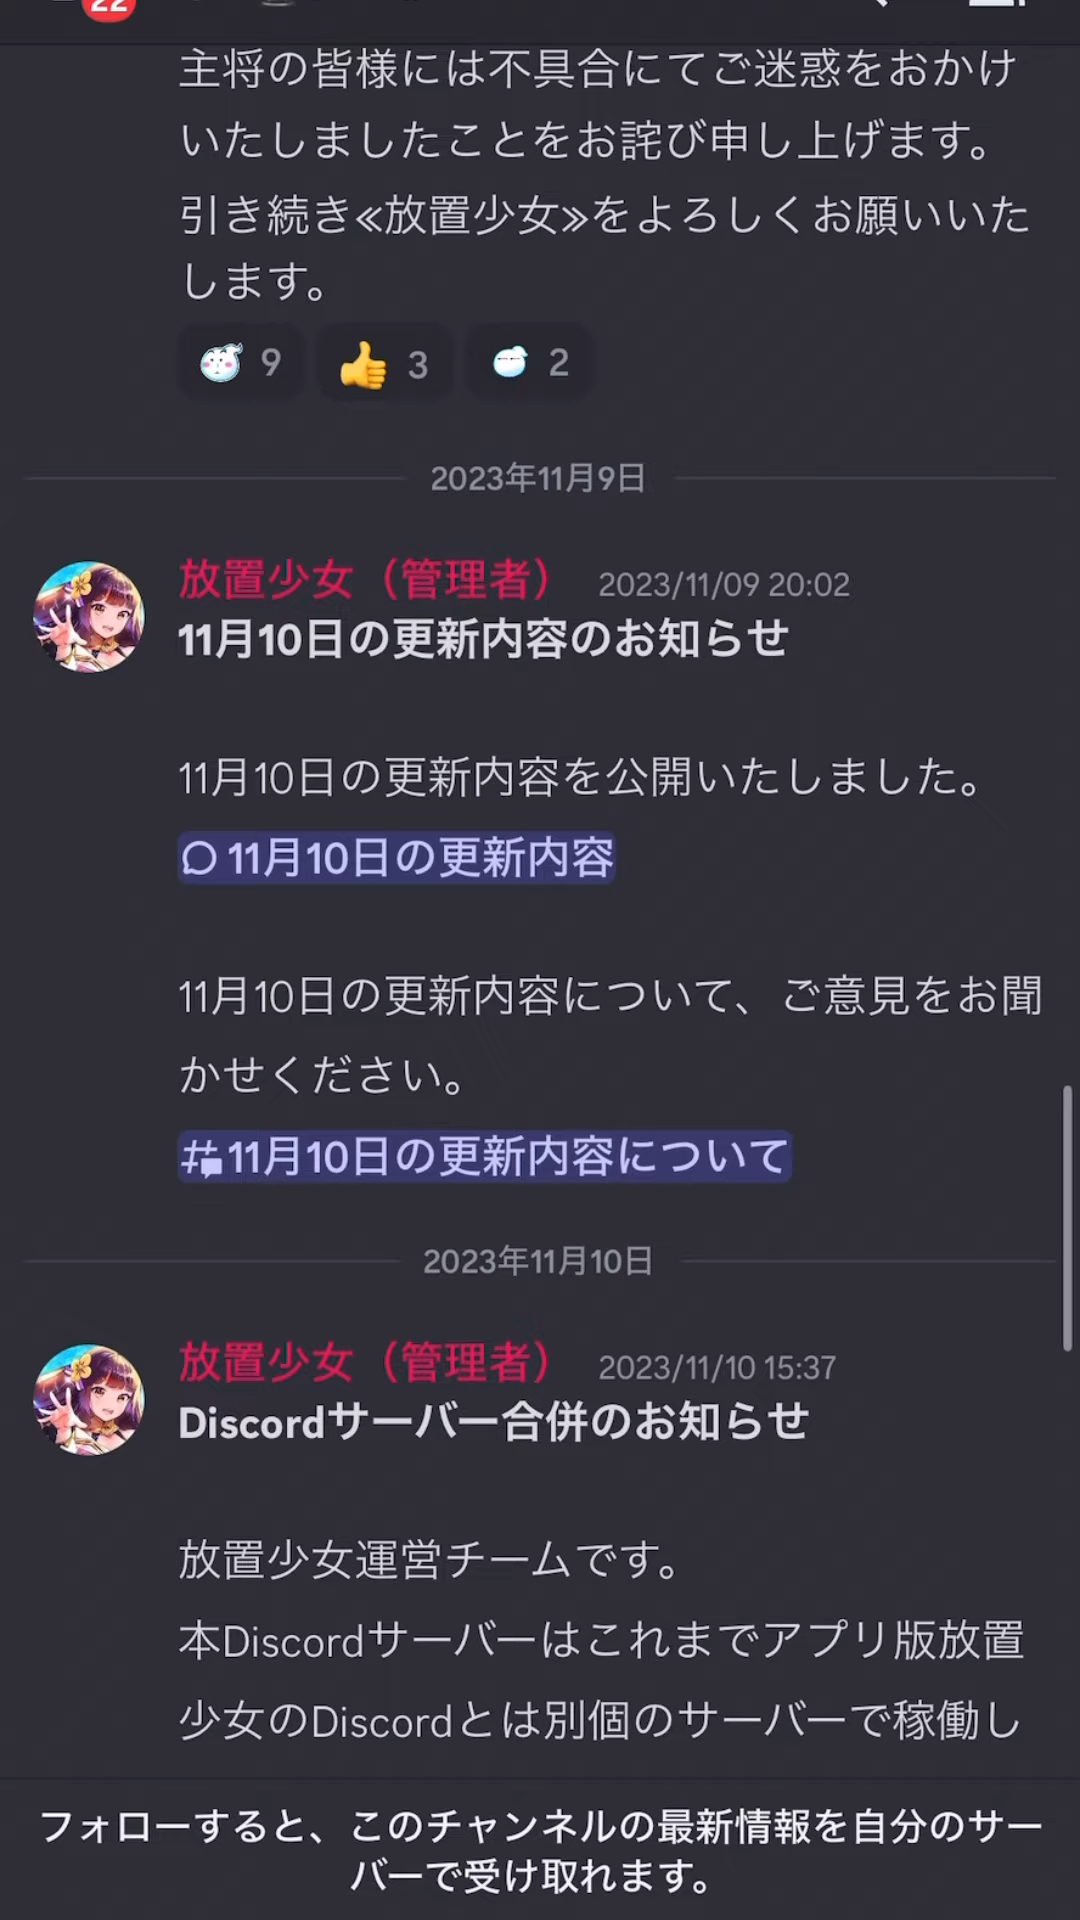 22
主将の皆様には不具合にてご迷惑をおかけ
いたしましたことをお詫び申し上げます。
引き続き≪放置少女≫をよろしくお願いいた
します。
9 3 2
2023年11月9日
放置少女（管理者） 2023/11/09 20:02
11月10日の更新内容のお知らせ
11月10日の更新内容を公開いたしました。
11月10日の更新内容
11月10日の更新内容について、ご意見をお聞
かせください。
11月10日の更新内容について
2023年11月10日
放置少女（管理者） 2023/11/10 15:37
Discordサーバー合併のお知らせ
放置少女運営チームです。
本Discordサーバーはこれまでアプリ版放置
少女のDiscordとは別個のサーバーで稼働し
フォローすると、このチャンネルの最新情報を自分のサー
バーで受け取れます。